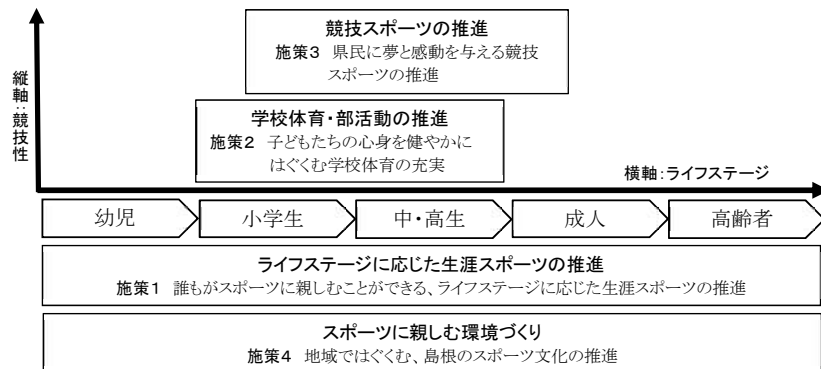 競技スポーツの推進
施策3 県民に夢と感動を与える競技
スポーツの推進
縦軸:競技性
学校体育・部活動の推進
施策2 子どもたちの心身を健やかに
はぐくむ学校体育の充実
横軸:ライフステージ
幼児
小学生
中・高生
成人
高齢者
ライフステージに応じた生涯スポーツの推進
施策1 誰もがスポーツに親しむことができる、ライフステージに応じた生涯スポーツの推進
スポーツに親しむ環境づくり
施策4 地域ではぐくむ、島根のスポーツ文化の推進